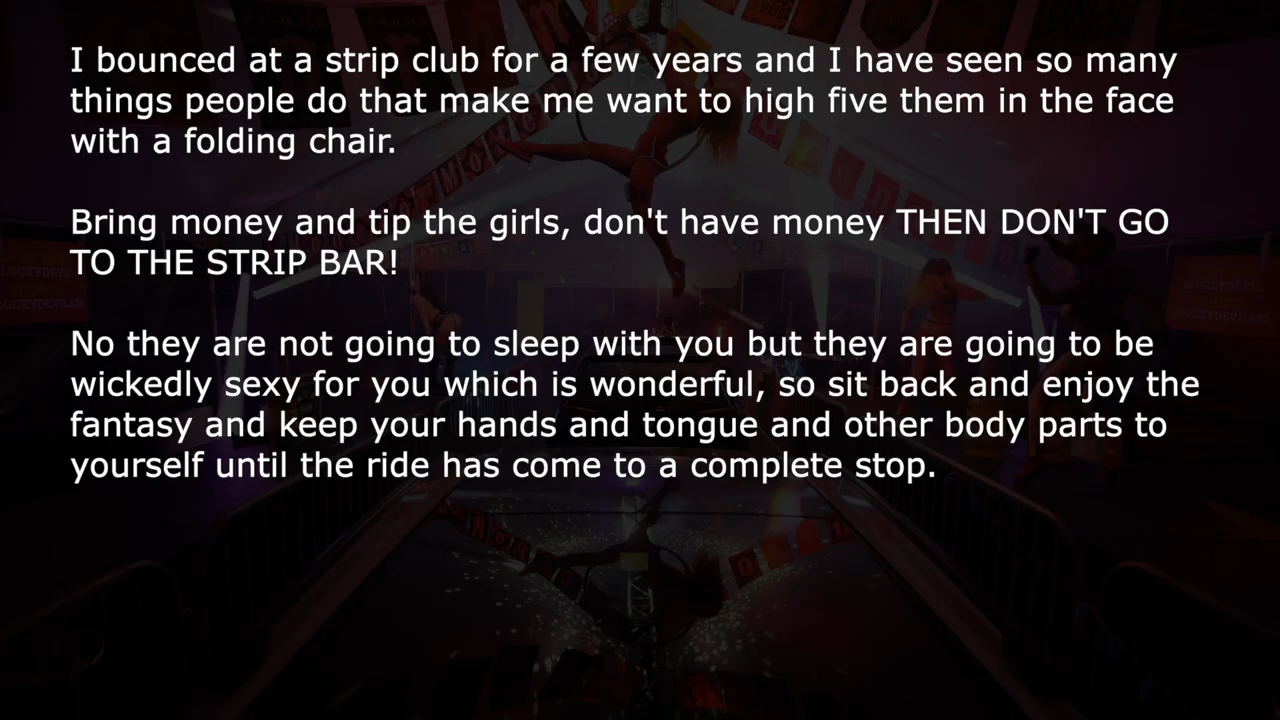 I bounced at a strip club for a few years and I have seen so many
things people do that make me want to high five them in the face
with a folding chair.
Bring money and tip the girls, don't have money THEN DON'T GO
TO THE STRIP BAR!
No they are not going to sleep with you but they are going to be
wickedly sexy for you which is wonderful, so sit back and enjoy the
fantasy and keep your hands and tongue and other body parts to
yourself until the ride has come to a complete stop.